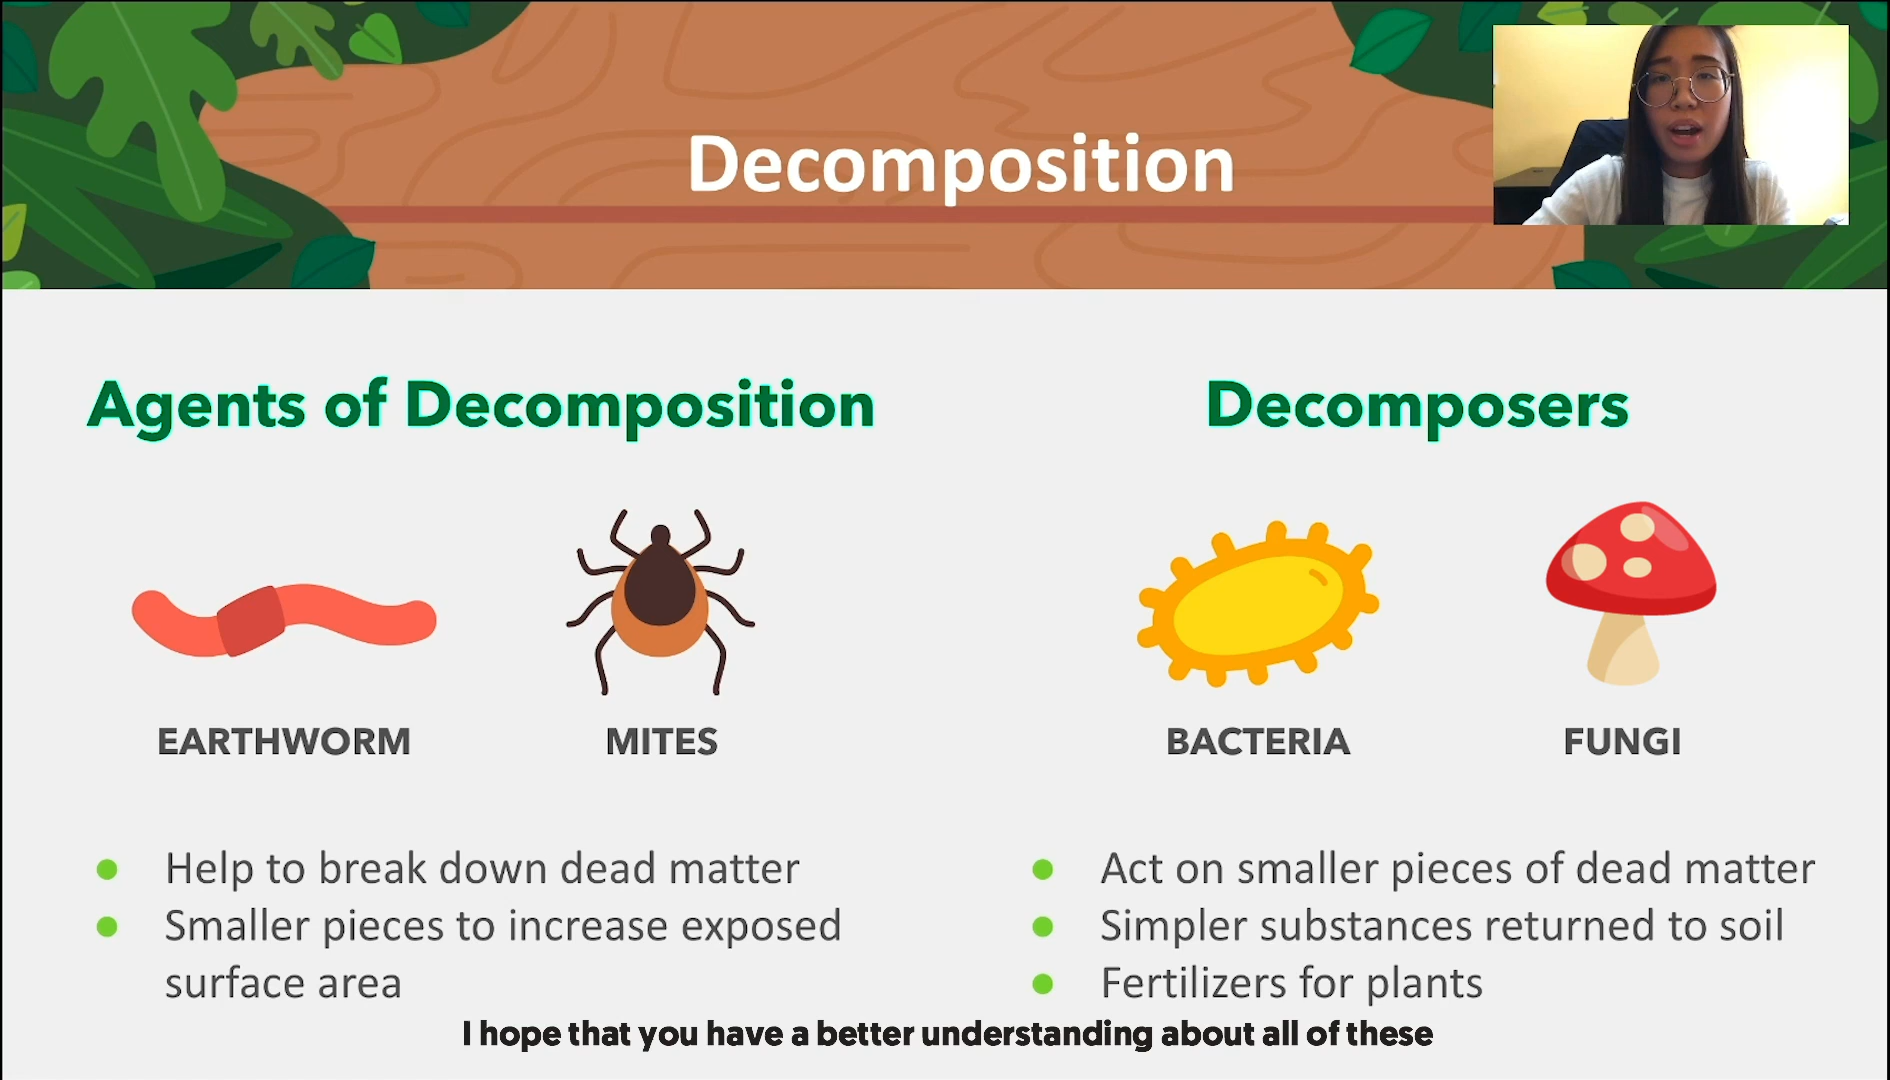 Decomposition
Agents of Decomposition
Decomposers
EARTHWORM
MITES
BACTERIA
FUNGI
Help to break down dead matter
Smaller pieces to increase exposed
surface area
Act on smaller pieces of dead matter
Simpler substances returned to soil
Fertilizers for plants
I hope that you have a better understanding about all of these